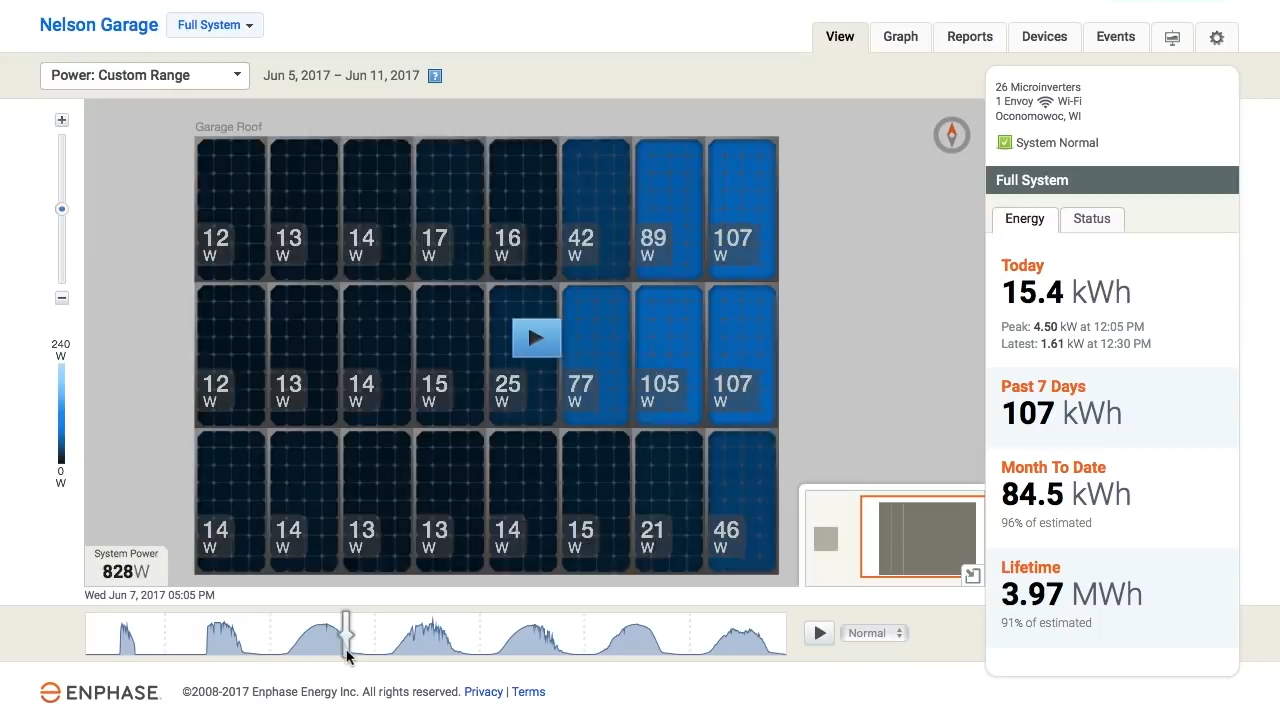 Nelson Garage
Full System
View
Graph
Reports
Devices
Events
Power: Custom Range
Jun 5, 2017 – Jun 11, 2017
?
26 Microinverters
1 Envoy Wi-Fi
Oconomowoc, WI
System Normal
Full System
Energy
Status
Today
15.4 kWh
Peak: 4.50 kW at 12:05 PM
Latest: 1.61 kW at 12:30 PM
Past 7 Days
107 kWh
Month To Date
84.5 kWh
96% of estimated
Lifetime
3.97 MWh
91% of estimated
240
W
0
W
Garage Roof
12 W 13 W 14 W 17 W 16 W 42 W 89 W 107 W
12 W 13 W 14 W 15 W 25 W 77 W 105 W 107 W
14 W 14 W 13 W 13 W 14 W 15 W 21 W 46 W
System Power
828W
Wed Jun 7, 2017 05:05 PM
Normal
ENPHASE
©2008-2017 Enphase Energy Inc. All rights reserved. Privacy | Terms